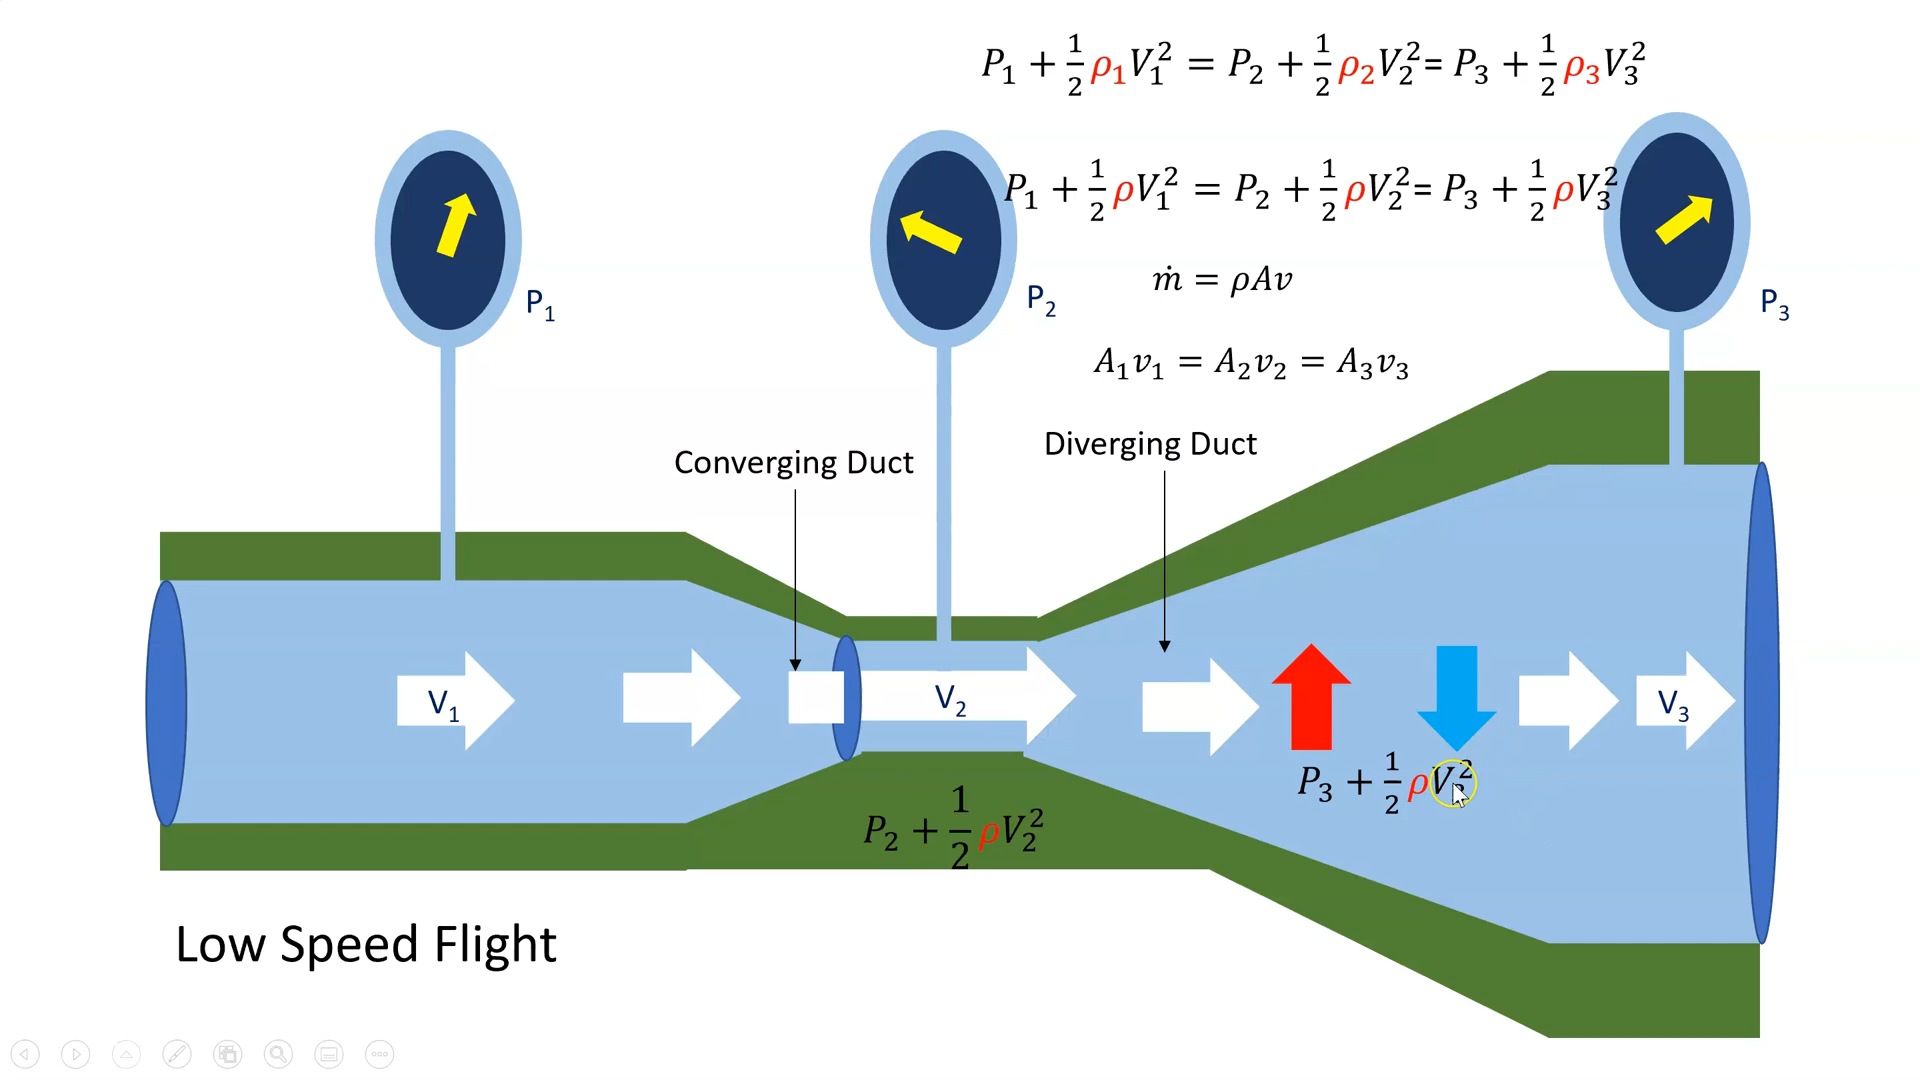 P₁ + ½ρ₁V₁² = P₂ + ½ρ₂V₂² = P₃ + ½ρ₃V₃²
P₁ + ½ρV₁² = P₂ + ½ρV₂² = P₃ + ½ρV₃²
ṁ = ρAv
P₁
P₂
P₃
A₁v₁ = A₂v₂ = A₃v₃
Converging Duct
Diverging Duct
V₁
V₂
V₃
P₃ + ½ρV₃²
P₂ + ½ρV₂²
Low Speed Flight